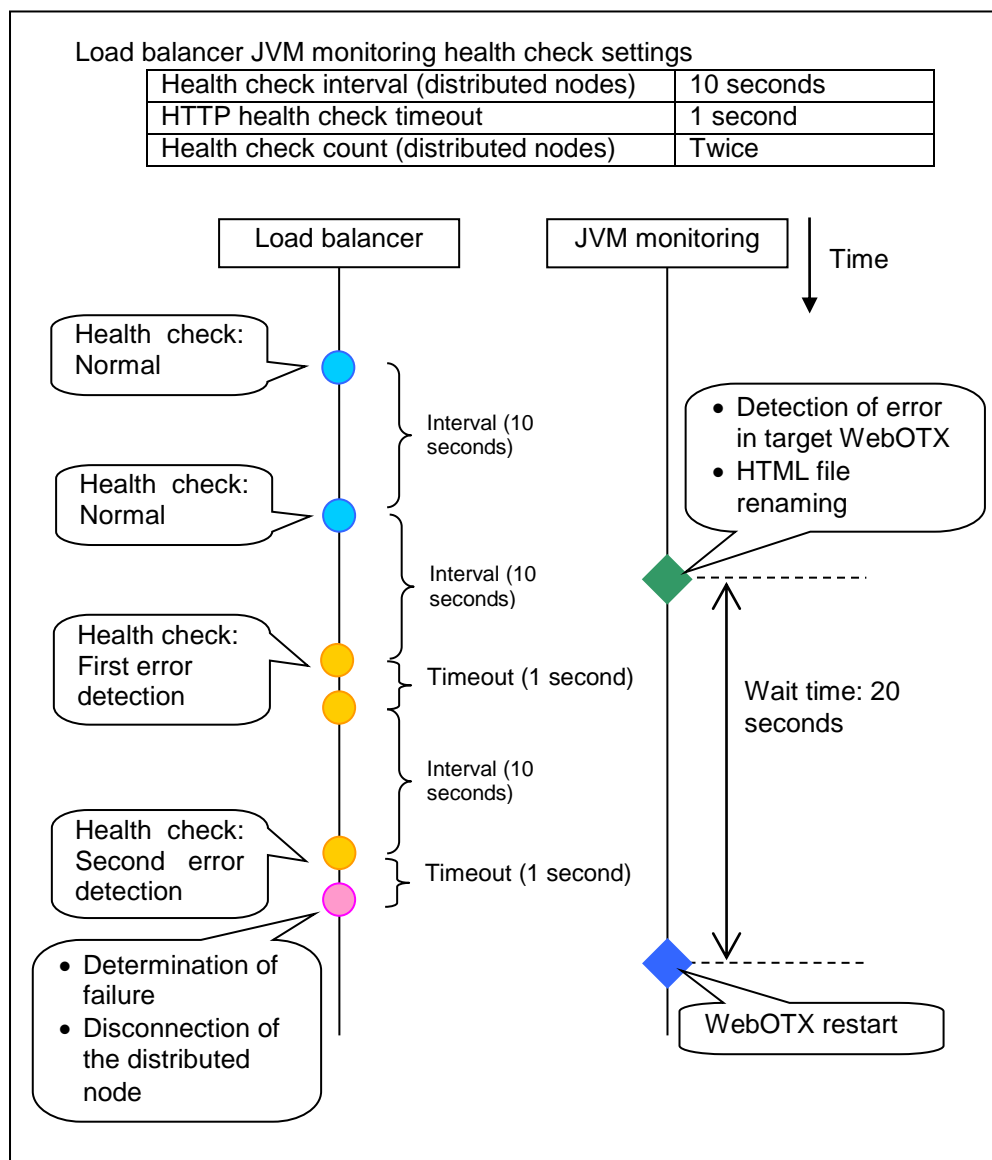 Load balancer JVM monitoring health check settings
Health check interval (distributed nodes) 10 seconds
HTTP health check timeout 1 second
Health check count (distributed nodes) Twice
Load balancer
JVM monitoring
Time
Health check:
Normal
Interval (10
seconds)
• Detection of error
in target WebOTX
• HTML file
renaming
Health check:
Normal
Interval (10
seconds)
Health check:
First error
detection
Timeout (1 second)
Wait time: 20
seconds
Interval (10
seconds)
Health check:
Second error
detection
Timeout (1 second)
• Determination of
failure
• Disconnection of
the distributed
node
WebOTX restart